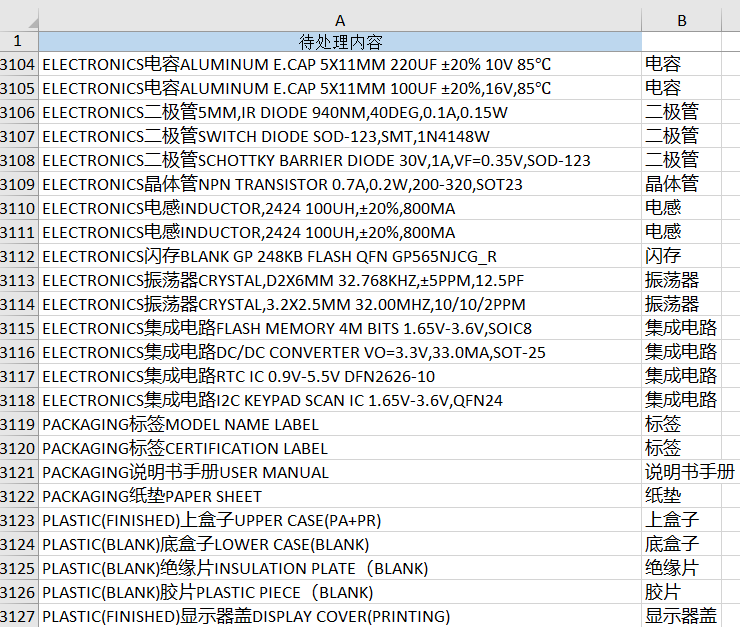 A B
1 待处理内容
3104 ELECTRONICS电容ALUMINUM E.CAP 5X11MM 220UF ±20% 10V 85℃ 电容
3105 ELECTRONICS电容ALUMINUM E.CAP 5X11MM 100UF ±20%,16V,85℃ 电容
3106 ELECTRONICS二极管5MM,IR DIODE 940NM,40DEG,0.1A,0.15W 二极管
3107 ELECTRONICS二极管SWITCH DIODE SOD-123,SMT,1N4148W 二极管
3108 ELECTRONICS二极管SCHOTTKY BARRIER DIODE 30V,1A,VF=0.35V,SOD-123 二极管
3109 ELECTRONICS晶体管NPN TRANSISTOR 0.7A,0.2W,200-320,SOT23 晶体管
3110 ELECTRONICS电感INDUCTOR,2424 100UH,±20%,800MA 电感
3111 ELECTRONICS电感INDUCTOR,2424 100UH,±20%,800MA 电感
3112 ELECTRONICS闪存BLANK GP 248KB FLASH QFN GP565NJCG_R 闪存
3113 ELECTRONICS振荡器CRYSTAL,D2X6MM 32.768KHZ,±5PPM,12.5PF 振荡器
3114 ELECTRONICS振荡器CRYSTAL,3.2X2.5MM 32.00MHZ,10/10/2PPM 振荡器
3115 ELECTRONICS集成电路FLASH MEMORY 4M BITS 1.65V-3.6V,SOIC8 集成电路
3116 ELECTRONICS集成电路DC/DC CONVERTER VO=3.3V,33.0MA,SOT-25 集成电路
3117 ELECTRONICS集成电路RTC IC 0.9V-5.5V DFN2626-10 集成电路
3118 ELECTRONICS集成电路I2C KEYPAD SCAN IC 1.65V-3.6V,QFN24 集成电路
3119 PACKAGING标签MODEL NAME LABEL 标签
3120 PACKAGING标签CERTIFICATION LABEL 标签
3121 PACKAGING说明书手册USER MANUAL 说明书手册
3122 PACKAGING纸垫PAPER SHEET 纸垫
3123 PLASTIC(FINISHED)上盒子UPPER CASE(PA+PR) 上盒子
3124 PLASTIC(BLANK)底盒子LOWER CASE(BLANK) 底盒子
3125 PLASTIC(BLANK)绝缘片INSULATION PLATE（BLANK) 绝缘片
3126 PLASTIC(BLANK)胶片PLASTIC PIECE（BLANK) 胶片
3127 PLASTIC(FINISHED)显示器盖DISPLAY COVER(PRINTING) 显示器盖